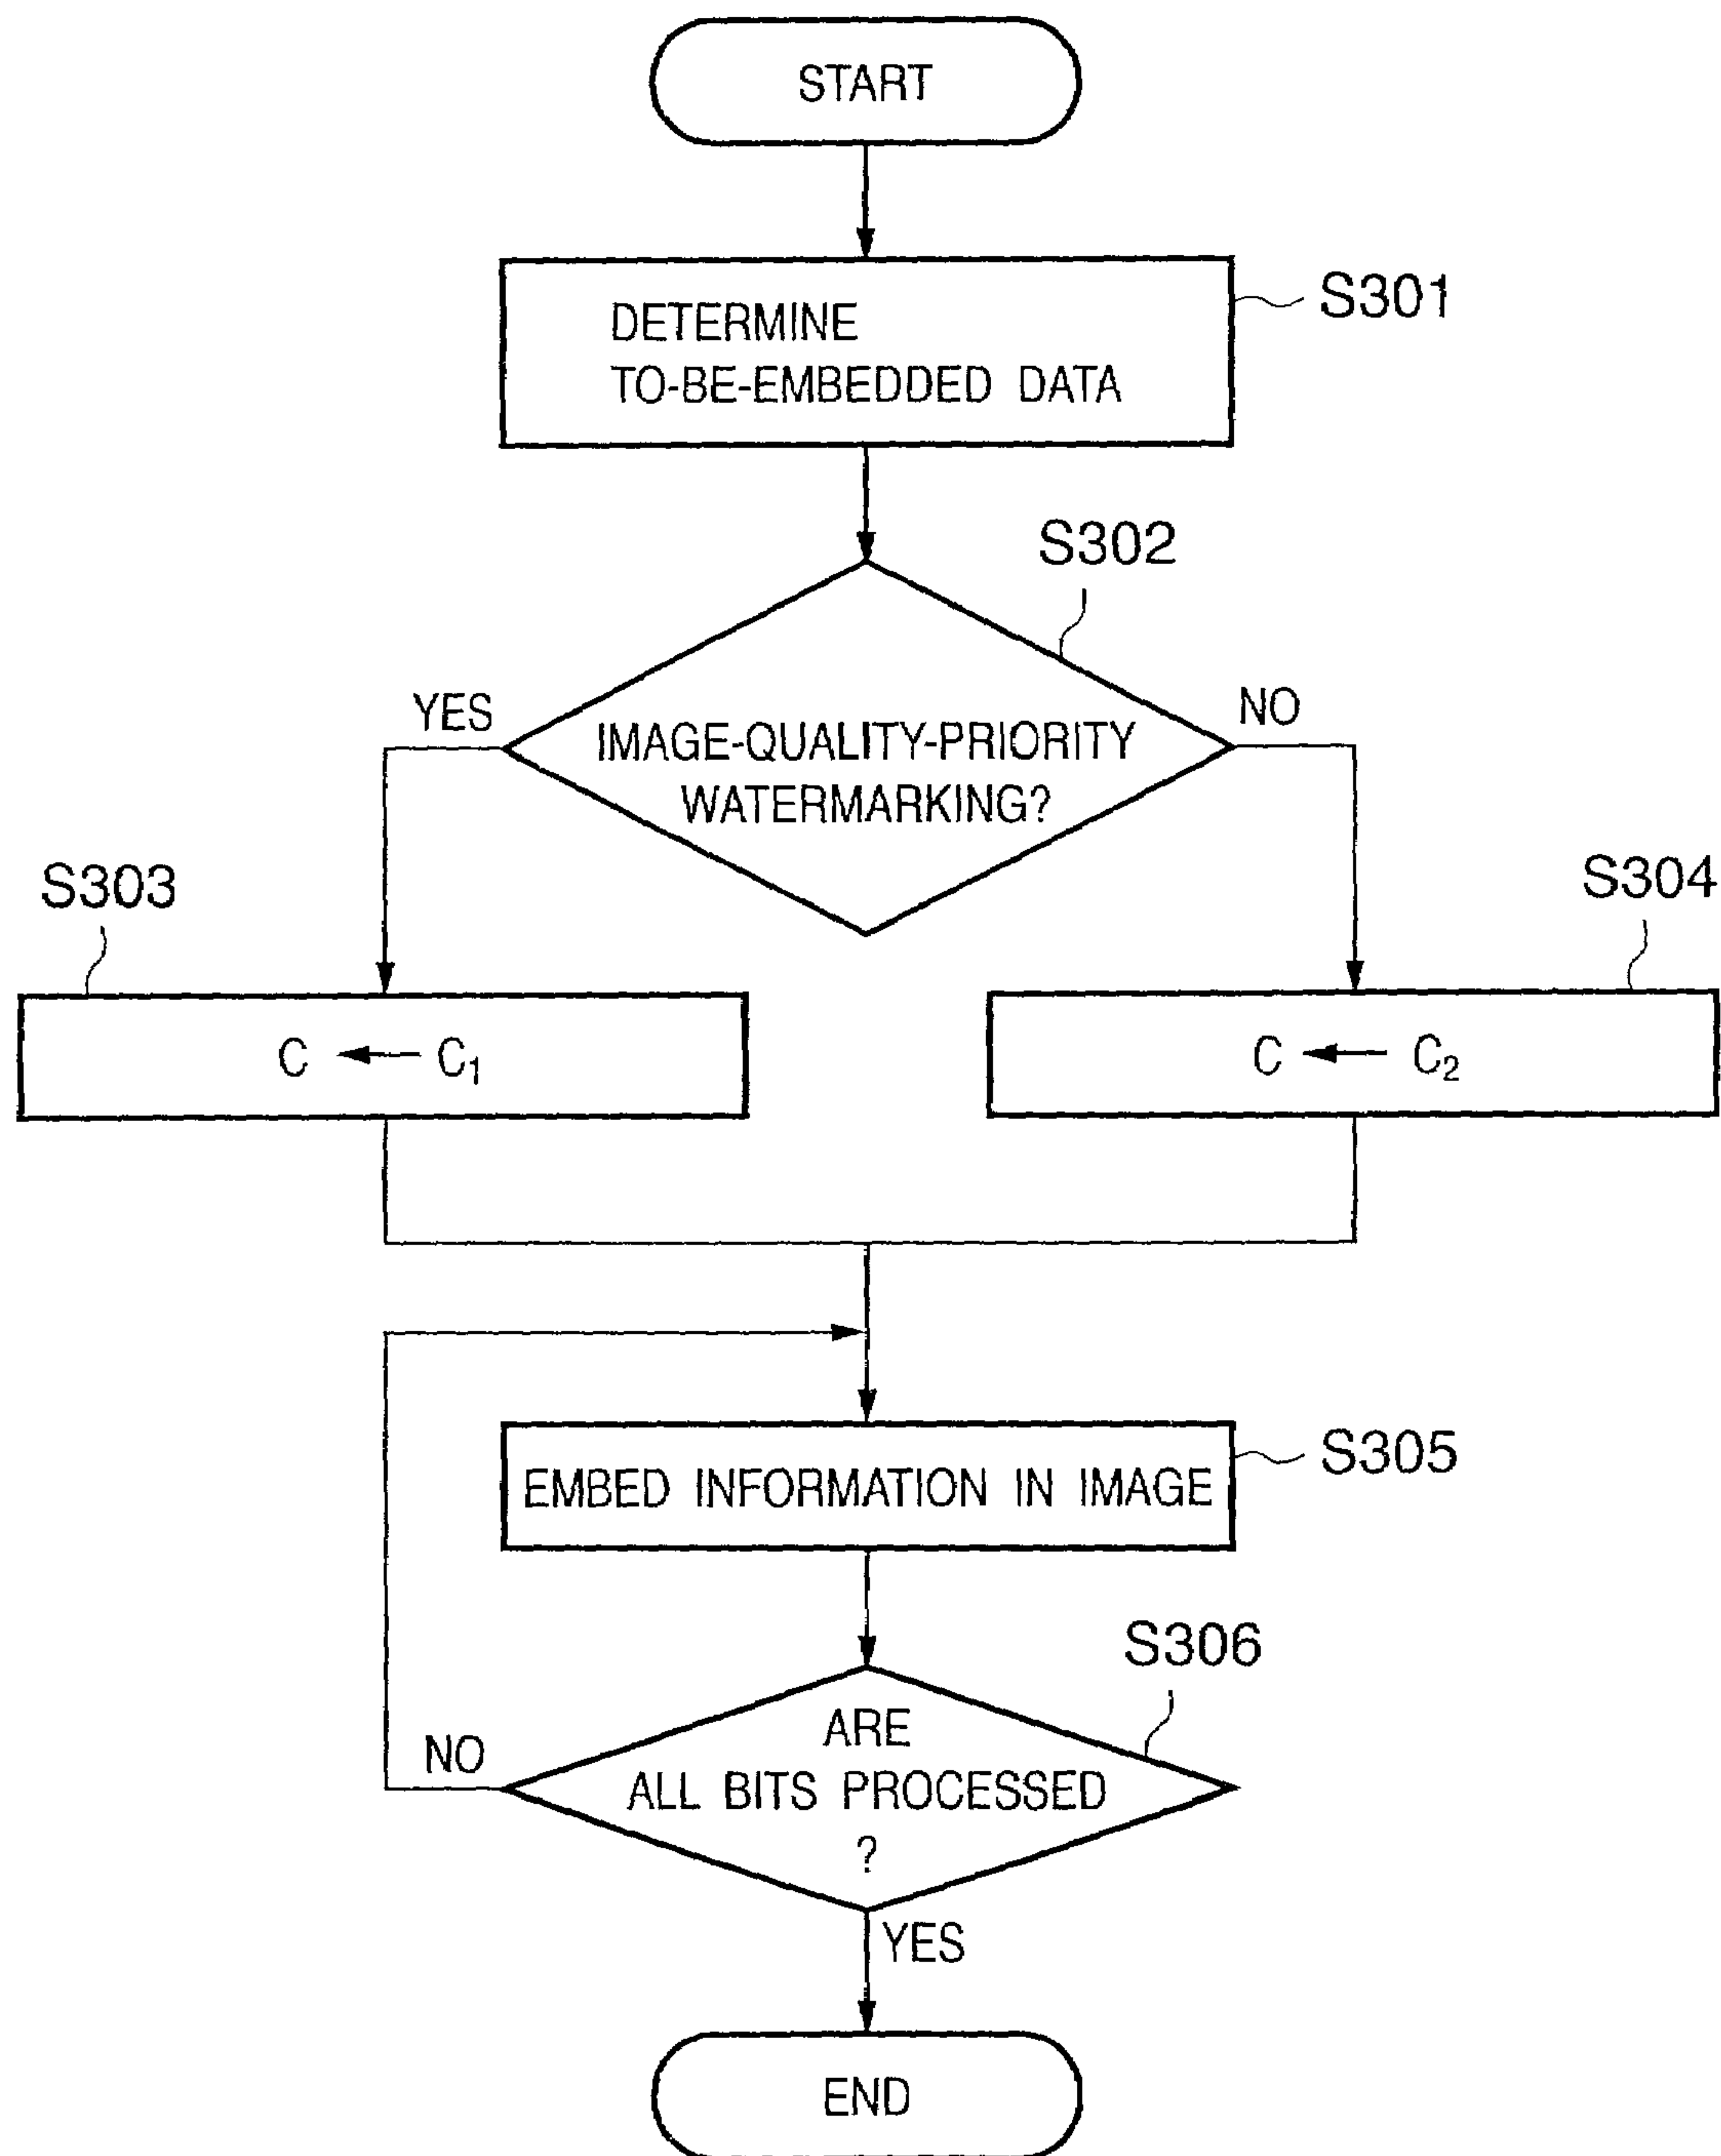 START
S301
DETERMINE
TO-BE-EMBEDDED DATA
S302
YES
NO
IMAGE-QUALITY-PRIORITY
WATERMARKING?
S303
S304
C ← C₁
C ← C₂
EMBED INFORMATION IN IMAGE
S305
S306
ARE
ALL BITS PROCESSED
?
NO
YES
END